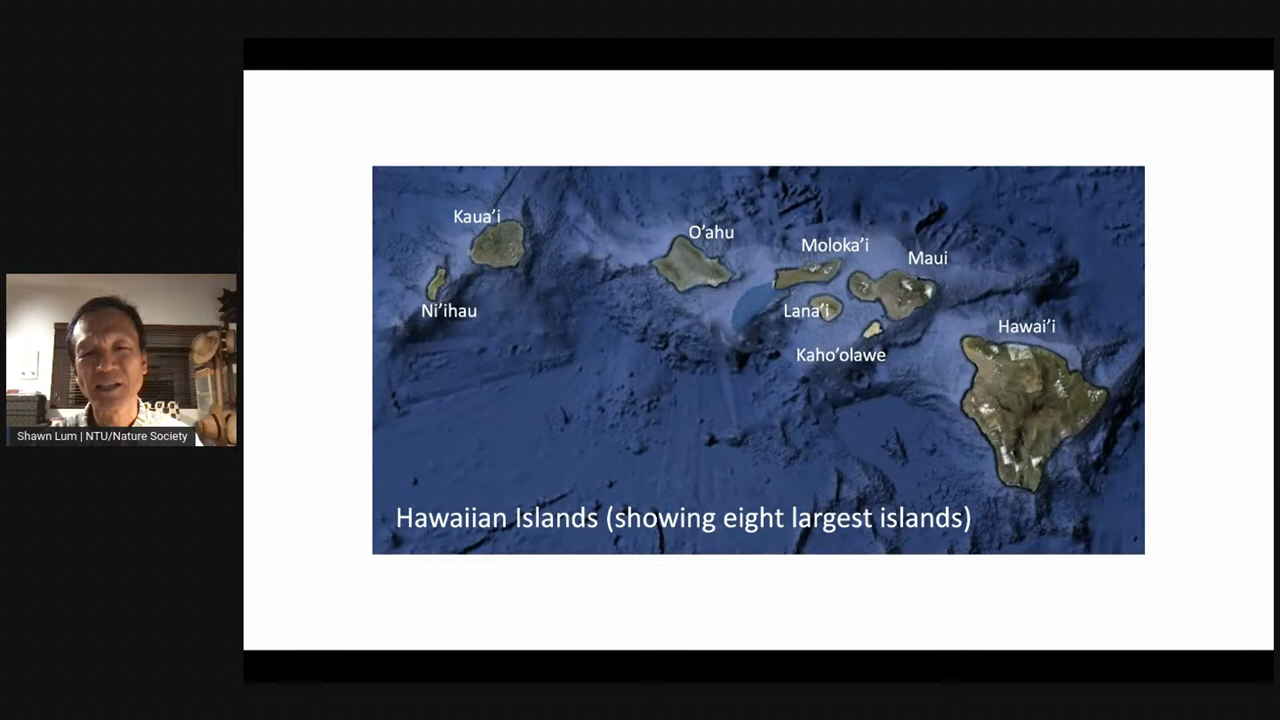 Kaua'i
O'ahu
Moloka'i
Maui
Ni'ihau
Lana'i
Hawai'i
Kaho'olawe
Shawn Lum | NTU/Nature Society
Hawaiian Islands (showing eight largest islands)